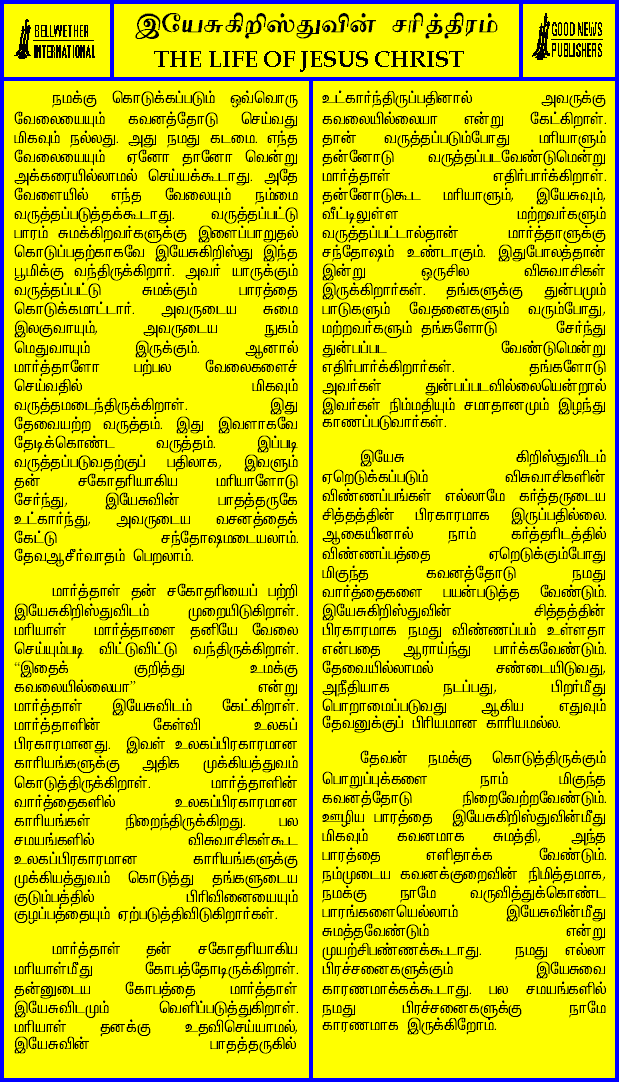 BELLWETHER
INTERNATIONAL
இயேசுகிறிஸ்துவின் சரித்திரம்
THE LIFE OF JESUS CHRIST
GOOD NEWS
PUBLISHERS
நமக்கு கொடுக்கப்படும் ஒவ்வொரு
வேலையையும் கவனத்தோடு செய்வது
மிகவும் நல்லது. அது நமது கடமை. எந்த
வேலையையும் ஏனோ தானோ வென்று
அக்கரையில்லாமல் செய்யக்கூடாது. அதே
வேளையில் எந்த வேலையும் நம்மை
வருத்தப்படுத்தக்கூடாது. வருத்தப்பட்டு
பாரம் சுமக்கிறவர்களுக்கு இளைப்பாறுதல்
கொடுப்பதற்காகவே இயேசுகிறிஸ்து இந்த
பூமிக்கு வந்திருக்கிறார். அவர் யாருக்கும்
வருத்தப்பட்டு சுமக்கும் பாரத்தை
கொடுக்கமாட்டார். அவருடைய சுமை
இலகுவாயும், அவருடைய நுகம்
மெதுவாயும் இருக்கும். ஆனால்
மார்த்தாளோ பற்பல வேலைகளைச்
செய்வதில் மிகவும்
வருத்தமடைந்திருக்கிறாள். இது
தேவையற்ற வருத்தம். இது இவளாகவே
தேடிக்கொண்ட வருத்தம். இப்படி
வருத்தப்படுவதற்குப் பதிலாக, இவளும்
தன் சகோதரியாகிய மரியாளோடு
சேர்ந்து, இயேசுவின் பாதத்தருகே
உட்கார்ந்து, அவருடைய வசனத்தைக்
கேட்டு சந்தோஷமடையலாம்.
தேவஆசீர்வாதம் பெறலாம்.
மார்த்தாள் தன் சகோதரியைப் பற்றி
இயேசுகிறிஸ்துவிடம் முறையிடுகிறாள்.
மரியாள் மார்த்தாளை தனியே வேலை
செய்யும்படி விட்டுவிட்டு வந்திருக்கிறாள்.
“இதைக் குறித்து உமக்கு
கவலையில்லையா” என்று
மார்த்தாள் இயேசுவிடம் கேட்கிறாள்.
மார்த்தாளின் கேள்வி உலகப்
பிரகாரமானது. இவள் உலகப்பிரகாரமான
காரியங்களுக்கு அதிக முக்கியத்துவம்
கொடுத்திருக்கிறாள். மார்த்தாளின்
வார்த்தைகளில் உலகப்பிரகாரமான
காரியங்கள் நிறைந்திருக்கிறது. பல
சமயங்களில் விசுவாசிகள்கூட
உலகப்பிரகாரமான காரியங்களுக்கு
முக்கியத்துவம் கொடுத்து தங்களுடைய
குடும்பத்தில் பிரிவினையையும்
குழப்பத்தையும் ஏற்படுத்திவிடுகிறார்கள்.
மார்த்தாள் தன் சகோதரியாகிய
மரியாள்மீது கோபத்தோடிருக்கிறாள்.
தன்னுடைய கோபத்தை மார்த்தாள்
இயேசுவிடமும் வெளிப்படுத்துகிறாள்.
மரியாள் தனக்கு உதவிசெய்யாமல்,
இயேசுவின் பாதத்தருகில்
உட்கார்ந்திருப்பதினால் அவருக்கு
கவலையில்லையா என்று கேட்கிறாள்.
தான் வருத்தப்படும்போது மரியாளும்
தன்னோடு வருத்தப்படவேண்டுமென்று
மார்த்தாள் எதிர்பார்க்கிறாள்.
தன்னோடுகூட மரியாளும், இயேசுவும்,
வீட்டிலுள்ள மற்றவர்களும்
வருத்தப்பட்டால்தான் மார்த்தாளுக்கு
சந்தோஷம் உண்டாகும். இதுபோலத்தான்
இன்று ஒருசில விசுவாசிகள்
இருக்கிறார்கள். தங்களுக்கு துன்பமும்
பாடுகளும் வேதனைகளும் வரும்போது,
மற்றவர்களும் தங்களோடு சேர்ந்து
துன்பப்பட வேண்டுமென்று
எதிர்பார்க்கிறார்கள். தங்களோடு
அவர்கள் துன்பப்படவில்லையென்றால்
இவர்கள் நிம்மதியும் சமாதானமும் இழந்து
காணப்படுவார்கள்.
இயேசு கிறிஸ்துவிடம்
ஏறெடுக்கப்படும் விசுவாசிகளின்
விண்ணப்பங்கள் எல்லாமே கர்த்தருடைய
சித்தத்தின் பிரகாரமாக இருப்பதில்லை.
ஆகையினால் நாம் கர்த்தரிடத்தில்
விண்ணப்பத்தை ஏறெடுக்கும்போது
மிகுந்த கவனத்தோடு நமது
வார்த்தைகளை பயன்படுத்த வேண்டும்.
இயேசுகிறிஸ்துவின் சித்தத்தின்
பிரகாரமாக நமது விண்ணப்பம் உள்ளதா
என்பதை ஆராய்ந்து பார்க்கவேண்டும்.
தேவையில்லாமல் சண்டையிடுவது,
அநீதியாக நடப்பது, பிறர்மீது
பொறாமைப்படுவது ஆகிய எதுவும்
தேவனுக்குப் பிரியமான காரியமல்ல.
தேவன் நமக்கு கொடுத்திருக்கும்
பொறுப்புக்களை நாம் மிகுந்த
கவனத்தோடு நிறைவேற்றவேண்டும்.
ஊழிய பாரத்தை இயேசுகிறிஸ்துவின்மீது
மிகவும் கவனமாக சுமத்தி, அந்த
பாரத்தை எளிதாக்க வேண்டும்.
நம்முடைய கவனக்குறைவின் நிமித்தமாக,
நமக்கு நாமே வருவித்துக்கொண்ட
பாரங்களையெல்லாம் இயேசுவின்மீது
சுமத்தவேண்டும் என்று
முயற்சிபண்ணக்கூடாது. நமது எல்லா
பிரச்சனைகளுக்கும் இயேசுவை
காரணமாக்கக்கூடாது. பல சமயங்களில்
நமது பிரச்சனைகளுக்கு நாமே
காரணமாக இருக்கிறோம்.